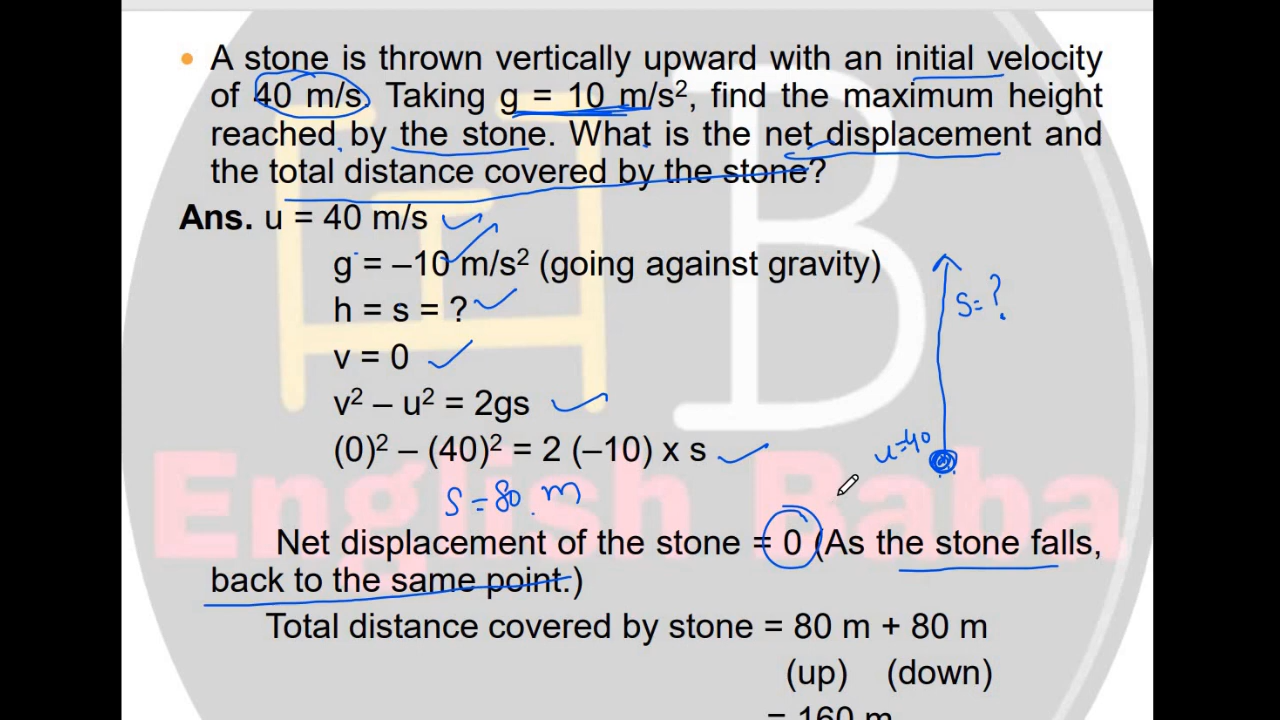 • A stone is thrown vertically upward with an initial velocity
of 40 m/s. Taking g = 10 m/s², find the maximum height
reached by the stone. What is the net displacement and
the total distance covered by the stone?
Ans. u = 40 m/s
g = –10 m/s² (going against gravity)
h = s = ?
S=?
v = 0
v² – u² = 2gs
(0)² – (40)² = 2 (–10) x s
u=40
S=80 m
English Baha
Net displacement of the stone = 0 (As the stone falls,
back to the same point.)
Total distance covered by stone = 80 m + 80 m
(up) (down)
= 160 m